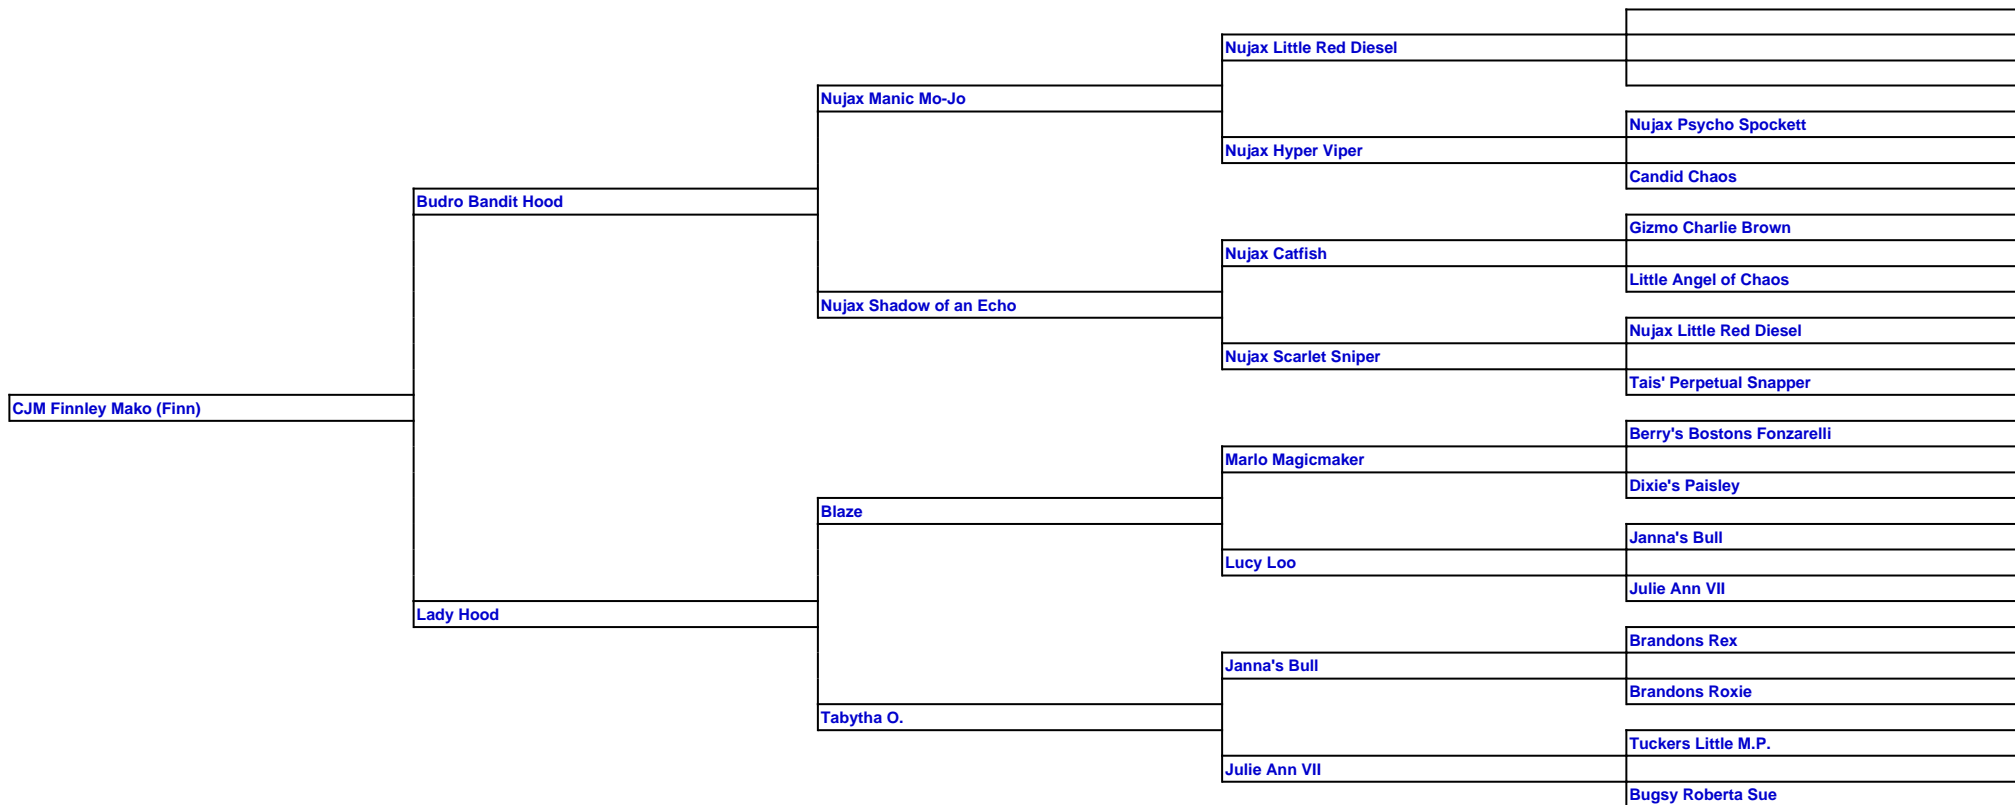 Nujax Little Red Diesel
Nujax Manic Mo-Jo
Nujax Psycho Spockett
Nujax Hyper Viper
Candid Chaos
Budro Bandit Hood
Gizmo Charlie Brown
Nujax Catfish
Little Angel of Chaos
Nujax Shadow of an Echo
Nujax Little Red Diesel
Nujax Scarlet Sniper
Tais' Perpetual Snapper
CJM Finnley Mako (Finn)
Berry's Bostons Fonzarelli
Marlo Magicmaker
Dixie's Paisley
Blaze
Janna's Bull
Lucy Loo
Julie Ann VII
Lady Hood
Brandons Rex
Janna's Bull
Brandons Roxie
Tabytha O.
Tuckers Little M.P.
Julie Ann VII
Bugsy Roberta Sue